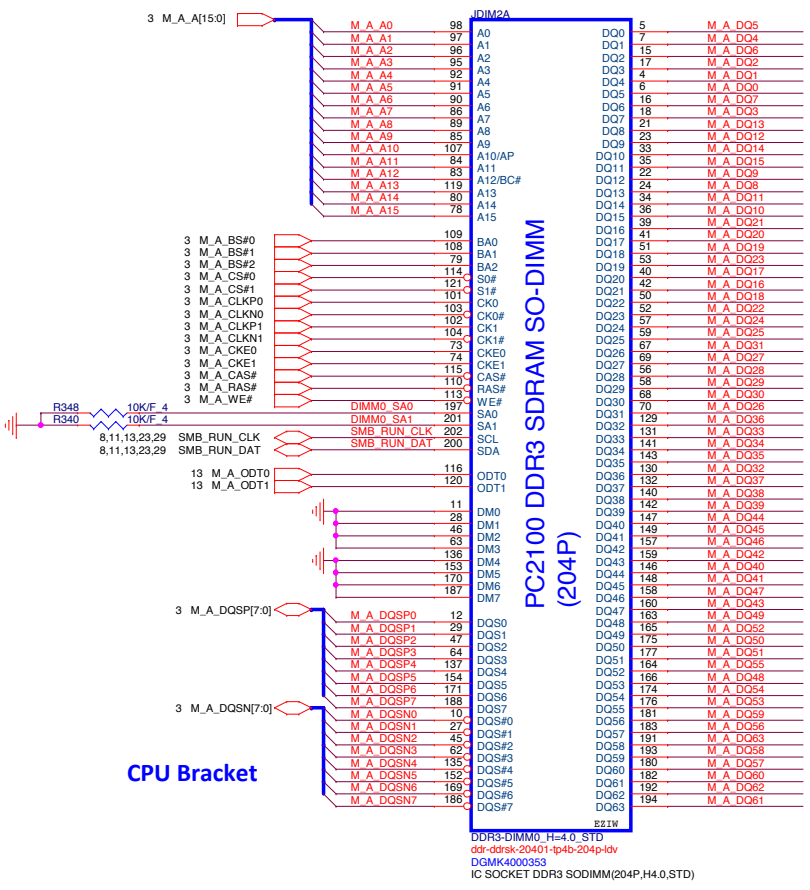 3 M_A_A[15:0]
JDIM2A
M_A_A0 98 A0 DQ0 5 M_A_DQ5
M_A_A1 97 A1 DQ1 7 M_A_DQ4
M_A_A2 96 A2 DQ2 15 M_A_DQ6
M_A_A3 95 A3 DQ3 17 M_A_DQ2
M_A_A4 92 A4 DQ4 4 M_A_DQ1
M_A_A5 91 A5 DQ5 6 M_A_DQ0
M_A_A6 90 A6 DQ6 16 M_A_DQ7
M_A_A7 86 A7 DQ7 18 M_A_DQ3
M_A_A8 89 A8 DQ8 21 M_A_DQ13
M_A_A9 85 A9 DQ9 23 M_A_DQ12
M_A_A10 107 A10/AP DQ10 33 M_A_DQ14
M_A_A11 84 A11 DQ11 35 M_A_DQ15
M_A_A12 83 A12/BC# DQ12 22 M_A_DQ9
M_A_A13 119 A13 DQ13 24 M_A_DQ8
M_A_A14 80 A14 DQ14 34 M_A_DQ11
M_A_A15 78 A15 DQ15 36 M_A_DQ10
DQ16 39 M_A_DQ21
3 M_A_BS#0 109 BA0 DQ17 41 M_A_DQ20
3 M_A_BS#1 108 BA1 DQ18 51 M_A_DQ19
3 M_A_BS#2 79 BA2 DQ19 53 M_A_DQ23
3 M_A_CS#0 114 S0# DQ20 40 M_A_DQ17
3 M_A_CS#1 121 S1# DQ21 42 M_A_DQ16
3 M_A_CLKP0 101 CK0 DQ22 50 M_A_DQ18
3 M_A_CLKN0 103 CK0# DQ23 52 M_A_DQ22
3 M_A_CLKP1 102 CK1 DQ24 57 M_A_DQ24
3 M_A_CLKN1 104 CK1# DQ25 59 M_A_DQ25
3 M_A_CKE0 73 CKE0 DQ26 67 M_A_DQ31
3 M_A_CKE1 74 CKE1 DQ27 69 M_A_DQ27
3 M_A_CAS# 115 CAS# DQ28 56 M_A_DQ28
3 M_A_RAS# 110 RAS# DQ29 58 M_A_DQ29
3 M_A_WE# 113 WE# DQ30 68 M_A_DQ30
R348 10K/F_4 DIMM0_SA0 197 SA0 DQ31 70 M_A_DQ26
R340 10K/F_4 DIMM0_SA1 201 SA1 DQ32 129 M_A_DQ36
8,11,13,23,29 SMB_RUN_CLK SMB_RUN_CLK 202 SCL DQ33 131 M_A_DQ33
8,11,13,23,29 SMB_RUN_DAT SMB_RUN_DAT 200 SDA DQ34 141 M_A_DQ34
DQ35 143 M_A_DQ35
13 M_A_ODT0 116 ODT0 DQ36 130 M_A_DQ32
13 M_A_ODT1 120 ODT1 DQ37 132 M_A_DQ37
DQ38 140 M_A_DQ38
11 DM0 DQ39 142 M_A_DQ39
28 DM1 DQ40 147 M_A_DQ44
46 DM2 DQ41 149 M_A_DQ45
63 DM3 DQ42 157 M_A_DQ46
136 DM4 DQ43 159 M_A_DQ42
153 DM5 DQ44 146 M_A_DQ40
170 DM6 DQ45 148 M_A_DQ41
187 DM7 DQ46 158 M_A_DQ47
3 M_A_DQSP[7:0] DQ47 160 M_A_DQ43
M_A_DQSP0 12 DQS0 DQ48 163 M_A_DQ49
M_A_DQSP1 29 DQS1 DQ49 165 M_A_DQ52
M_A_DQSP2 47 DQS2 DQ50 175 M_A_DQ50
M_A_DQSP3 64 DQS3 DQ51 177 M_A_DQ51
M_A_DQSP4 137 DQS4 DQ52 164 M_A_DQ55
M_A_DQSP5 154 DQS5 DQ53 166 M_A_DQ48
M_A_DQSP6 171 DQS6 DQ54 174 M_A_DQ54
M_A_DQSP7 188 DQS7 DQ55 176 M_A_DQ53
3 M_A_DQSN[7:0] M_A_DQSN0 10 DQS#0 DQ56 181 M_A_DQ59
M_A_DQSN1 27 DQS#1 DQ57 183 M_A_DQ56
M_A_DQSN2 45 DQS#2 DQ58 191 M_A_DQ63
M_A_DQSN3 62 DQS#3 DQ59 193 M_A_DQ58
M_A_DQSN4 135 DQS#4 DQ60 180 M_A_DQ57
M_A_DQSN5 152 DQS#5 DQ61 182 M_A_DQ60
M_A_DQSN6 169 DQS#6 DQ62 192 M_A_DQ62
M_A_DQSN7 186 DQS#7 DQ63 194 M_A_DQ61
PC2100 DDR3 SDRAM SO-DIMM
(204P)
CPU Bracket
EZIW
DDR3-DIMM0_H=4.0_STD
ddr-ddrsk-20401-tp4b-204p-ldv
DGMK4000353
IC SOCKET DDR3 SODIMM(204P,H4.0,STD)